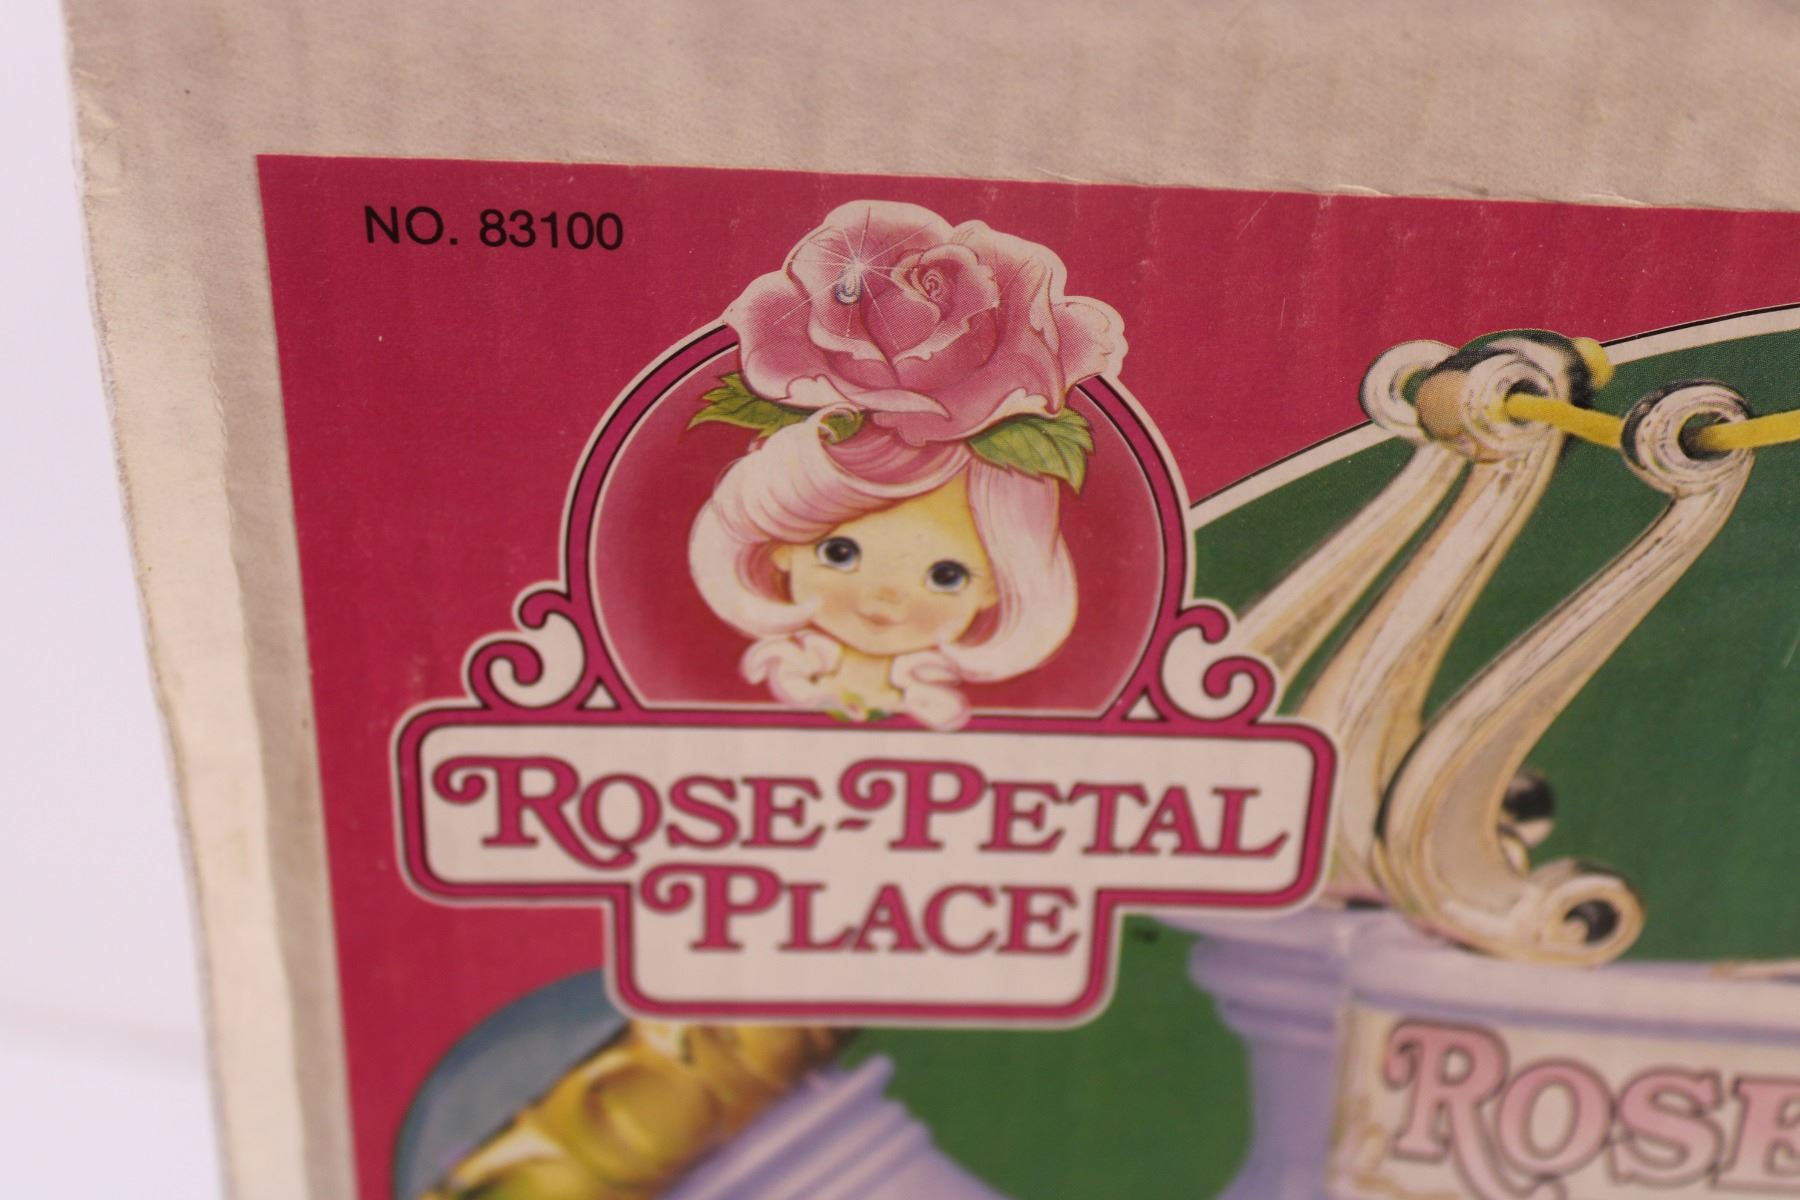 NO. 83100
ROSE-PETAL
PLACE
ROSE